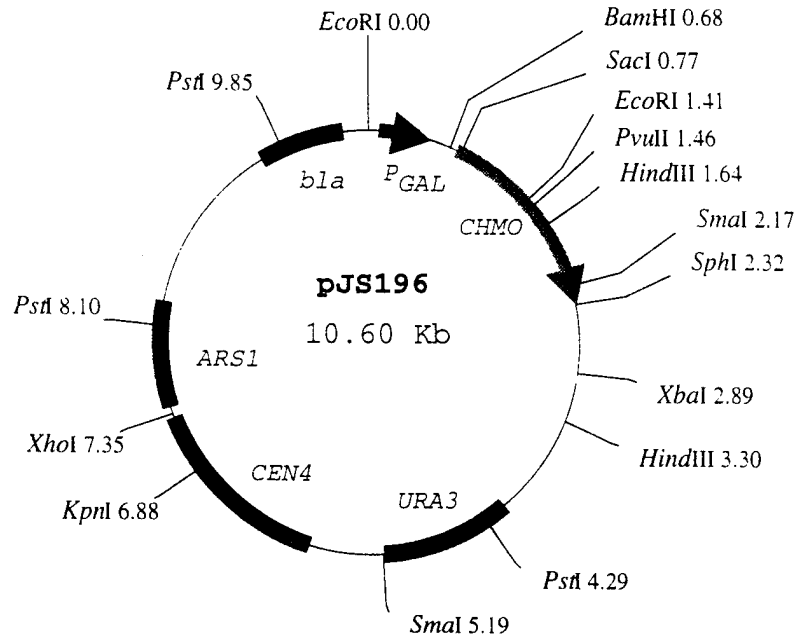 EcoRI 0.00
BamHI 0.68
SacI 0.77
EcoRI 1.41
PvuII 1.46
HindIII 1.64
SmaI 2.17
SphI 2.32
XbaI 2.89
HindIII 3.30
PstI 4.29
SmaI 5.19
KpnI 6.88
XhoI 7.35
PstI 8.10
PstI 9.85
bla
PGAL
CHMO
pJS196
10.60 Kb
ARS1
CEN4
URA3